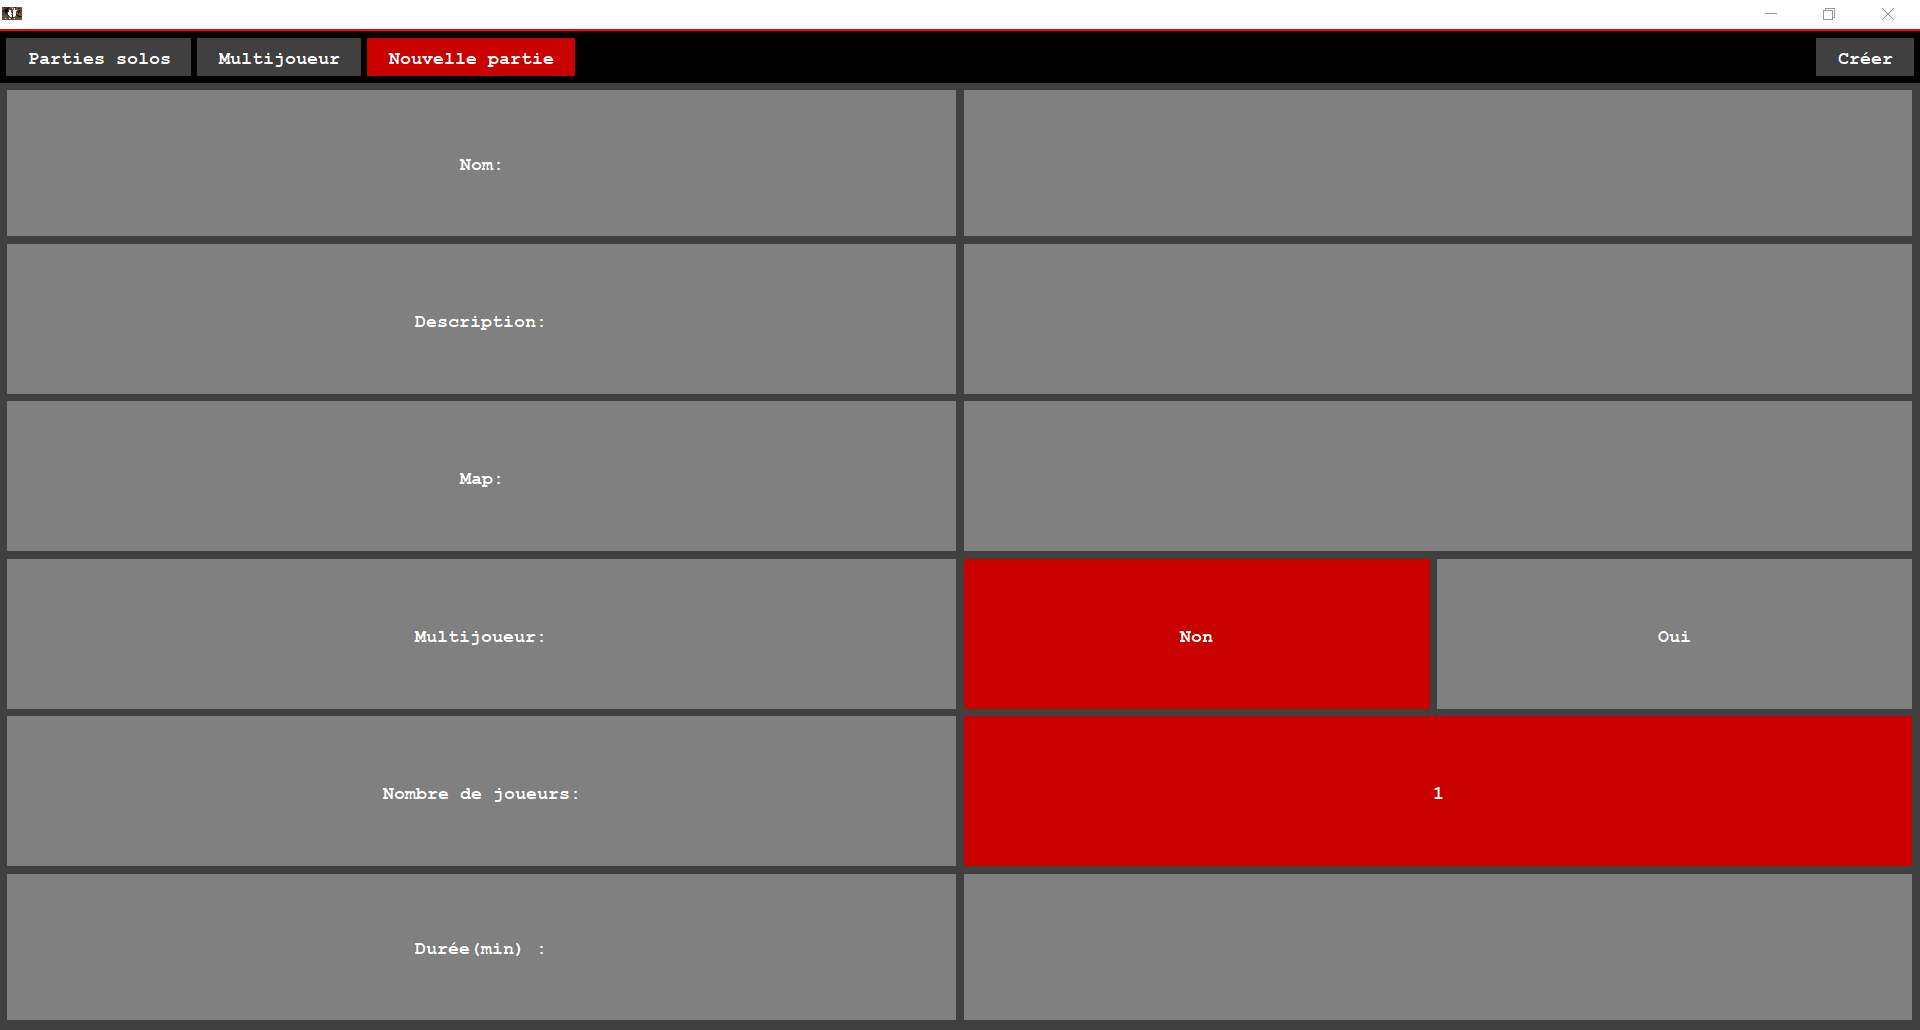 Parties solos
Multijoueur
Nouvelle partie
Créer
Nom:
Description:
Map:
Multijoueur:
Non
Oui
Nombre de joueurs:
1
Durée(min) :